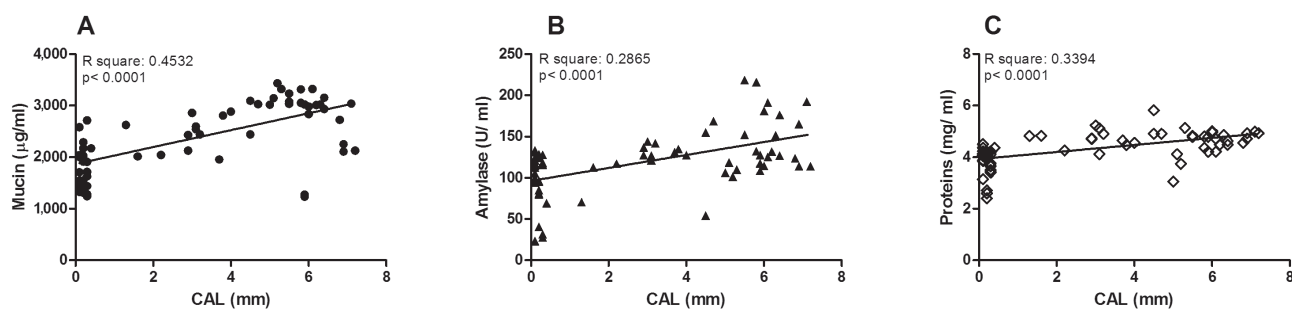 A
R square: 0.4532
p< 0.0001
Mucin (µg/ml)
4,000
3,000
2,000
1,000
0
0 2 4 6 8
CAL (mm)
B
R square: 0.2865
p< 0.0001
Amylase (U/ ml)
250
200
150
100
50
0
0 2 4 6 8
CAL (mm)
C
R square: 0.3394
p< 0.0001
Proteins (mg/ ml)
8
6
4
2
0
0 2 4 6 8
CAL (mm)